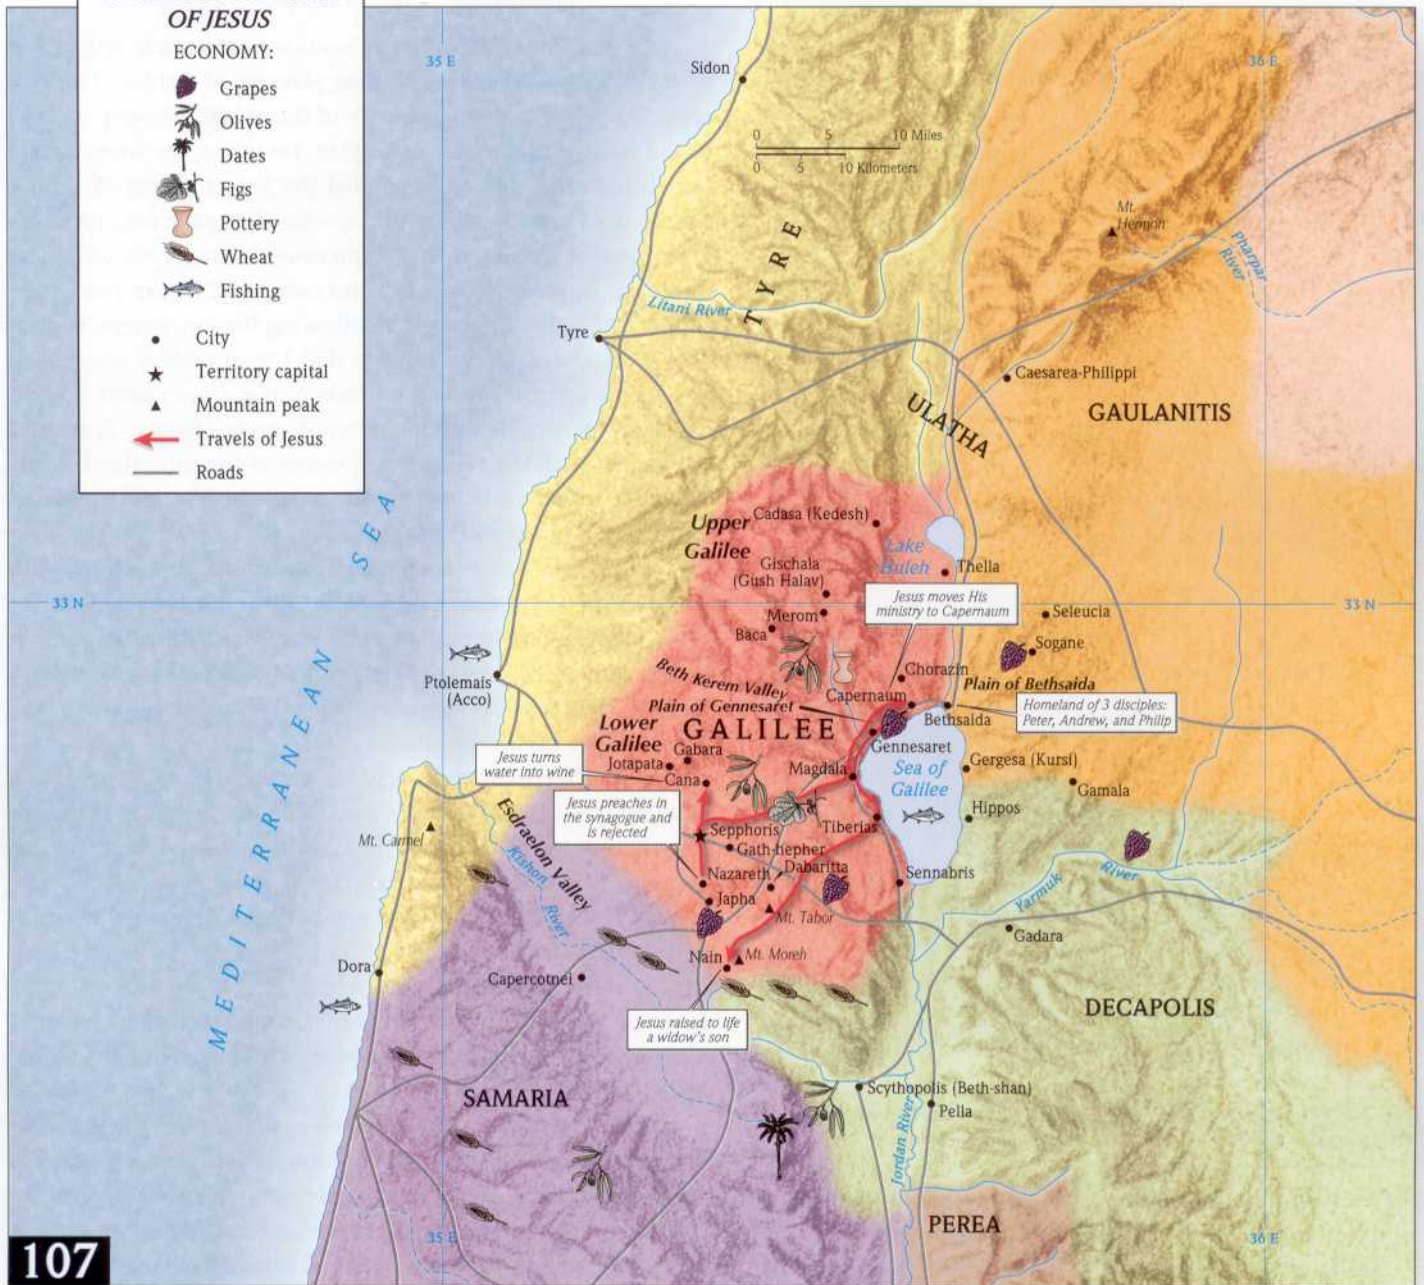 OF JESUS
ECONOMY:
Grapes
Olives
Dates
Figs
Pottery
Wheat
Fishing
City
Territory capital
Mountain peak
Travels of Jesus
Roads
35 E
36 E
Sidon
0 5 10 Miles
0 5 10 Kilometers
Mt.
Hermon
Pharpar
River
TYRE
Litani River
Tyre
Caesarea-Philippi
ULATHA
GAULANITIS
MEDITERRANEAN SEA
Upper
Galilee
Cadasa (Kedesh)
Lake
Huleh
Gischala
(Gush Halav)
Thella
33 N
33 N
Jesus moves His
ministry to Capernaum
Merom
Baca
Seleucia
Sogane
Ptolemais
(Acco)
Beth Kerem Valley
Chorazin
Plain of Bethsaida
Capernaum
Plain of Gennesaret
Bethsaida
Homeland of 3 disciples:
Peter, Andrew, and Philip
Lower
Galilee
GALILEE
Gennesaret
Gabara
Jotapata
Cana
Jesus turns
water into wine
Magdala
Sea of
Galilee
Gergesa (Kursi)
Gamala
Hippos
Jesus preaches in
the synagogue and
is rejected
Sepphoris
Tiberias
Mt. Carmel
Esdraelon Valley
Kishon
River
Gath-hepher
Dabaritta
Nazareth
Sennabris
Japha
Mt. Tabor
Yarmuk
River
Gadara
Nain
Mt. Moreh
Dora
Capercotnei
DECAPOLIS
Jesus raised to life
a widow's son
SAMARIA
Scythopolis (Beth-shan)
Pella
Jordan River
PEREA
35 E
36 E
107